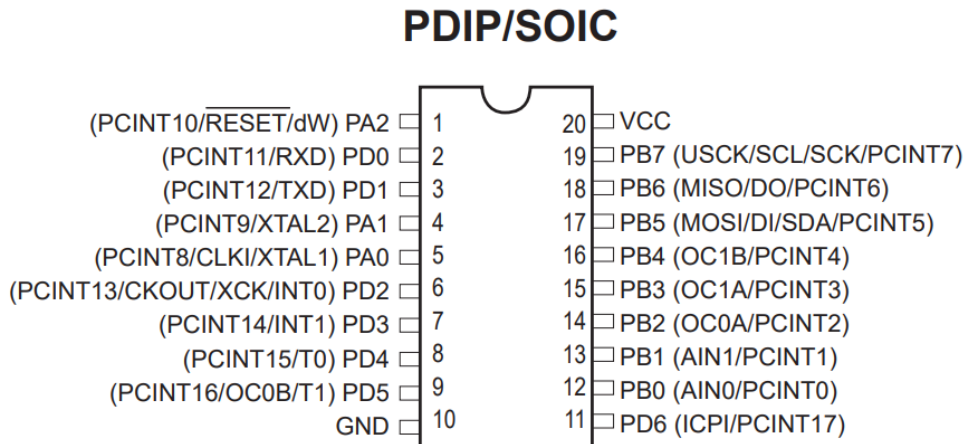 PDIP/SOIC
(PCINT10/RESET/dW) PA2 1 20 VCC
(PCINT11/RXD) PD0 2 19 PB7 (USCK/SCL/SCK/PCINT7)
(PCINT12/TXD) PD1 3 18 PB6 (MISO/DO/PCINT6)
(PCINT9/XTAL2) PA1 4 17 PB5 (MOSI/DI/SDA/PCINT5)
(PCINT8/CLKI/XTAL1) PA0 5 16 PB4 (OC1B/PCINT4)
(PCINT13/CKOUT/XCK/INT0) PD2 6 15 PB3 (OC1A/PCINT3)
(PCINT14/INT1) PD3 7 14 PB2 (OC0A/PCINT2)
(PCINT15/T0) PD4 8 13 PB1 (AIN1/PCINT1)
(PCINT16/OC0B/T1) PD5 9 12 PB0 (AIN0/PCINT0)
GND 10 11 PD6 (ICPI/PCINT17)